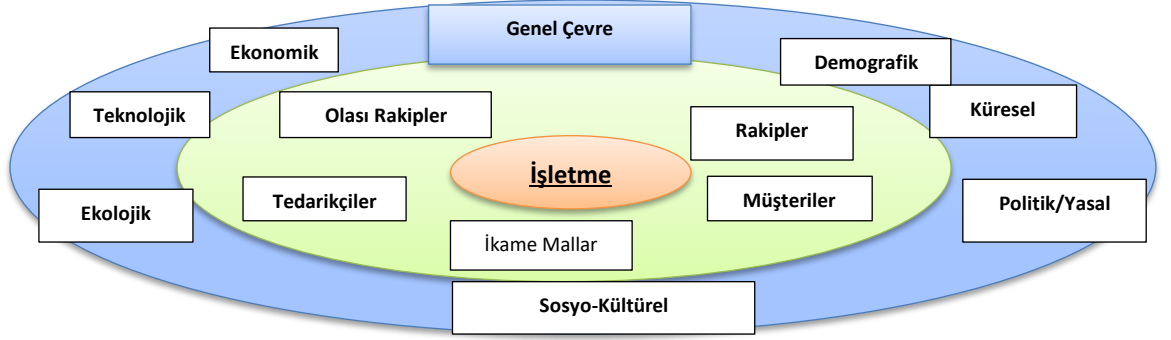 Genel Çevre
Ekonomik
Demografik
Teknolojik
Olası Rakipler
Küresel
Rakipler
İşletme
Tedarikçiler
Müşteriler
Ekolojik
Politik/Yasal
İkame Mallar
Sosyo-Kültürel